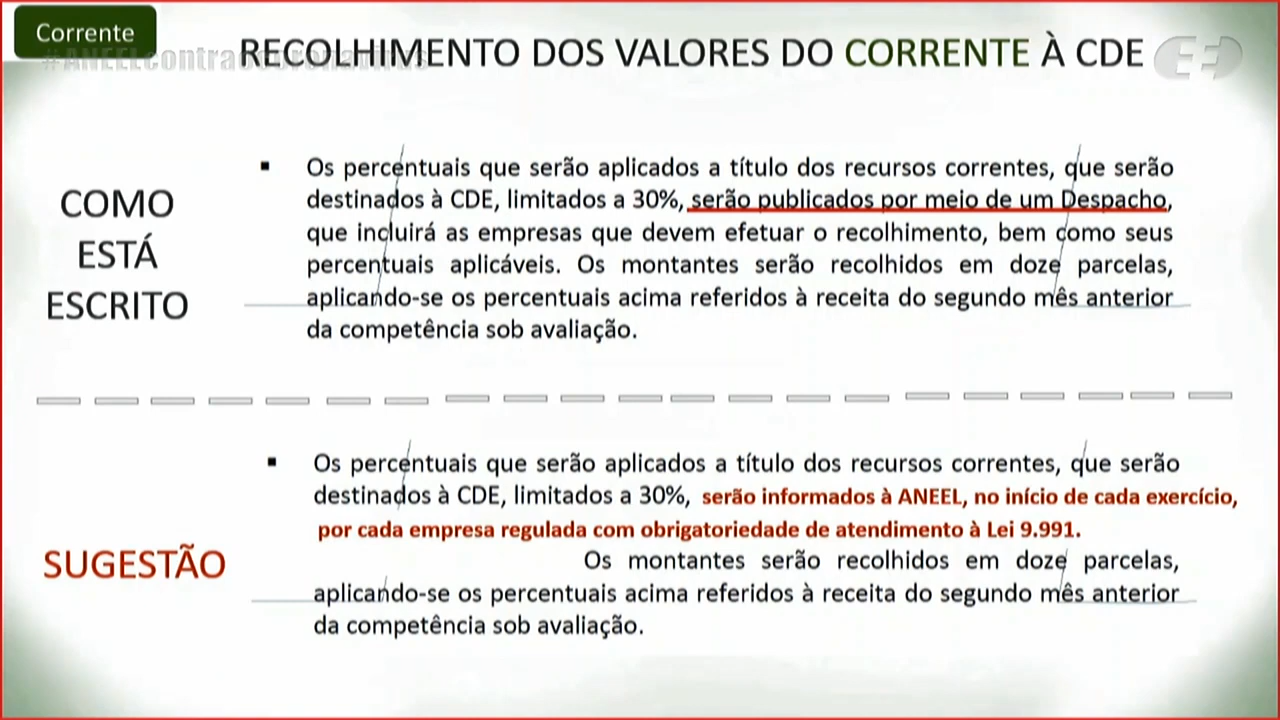 Corrente
#ANEELcontraocoronavírus
RECOLHIMENTO DOS VALORES DO CORRENTE À CDE
COMO
ESTÁ
ESCRITO
▪ Os percentuais que serão aplicados a título dos recursos correntes, que serão
destinados à CDE, limitados a 30%, serão publicados por meio de um Despacho,
que incluirá as empresas que devem efetuar o recolhimento, bem como seus
percentuais aplicáveis. Os montantes serão recolhidos em doze parcelas,
aplicando-se os percentuais acima referidos à receita do segundo mês anterior
da competência sob avaliação.
SUGESTÃO
▪ Os percentuais que serão aplicados a título dos recursos correntes, que serão
destinados à CDE, limitados a 30%, serão informados à ANEEL, no início de cada exercício,
por cada empresa regulada com obrigatoriedade de atendimento à Lei 9.991.
Os montantes serão recolhidos em doze parcelas,
aplicando-se os percentuais acima referidos à receita do segundo mês anterior
da competência sob avaliação.